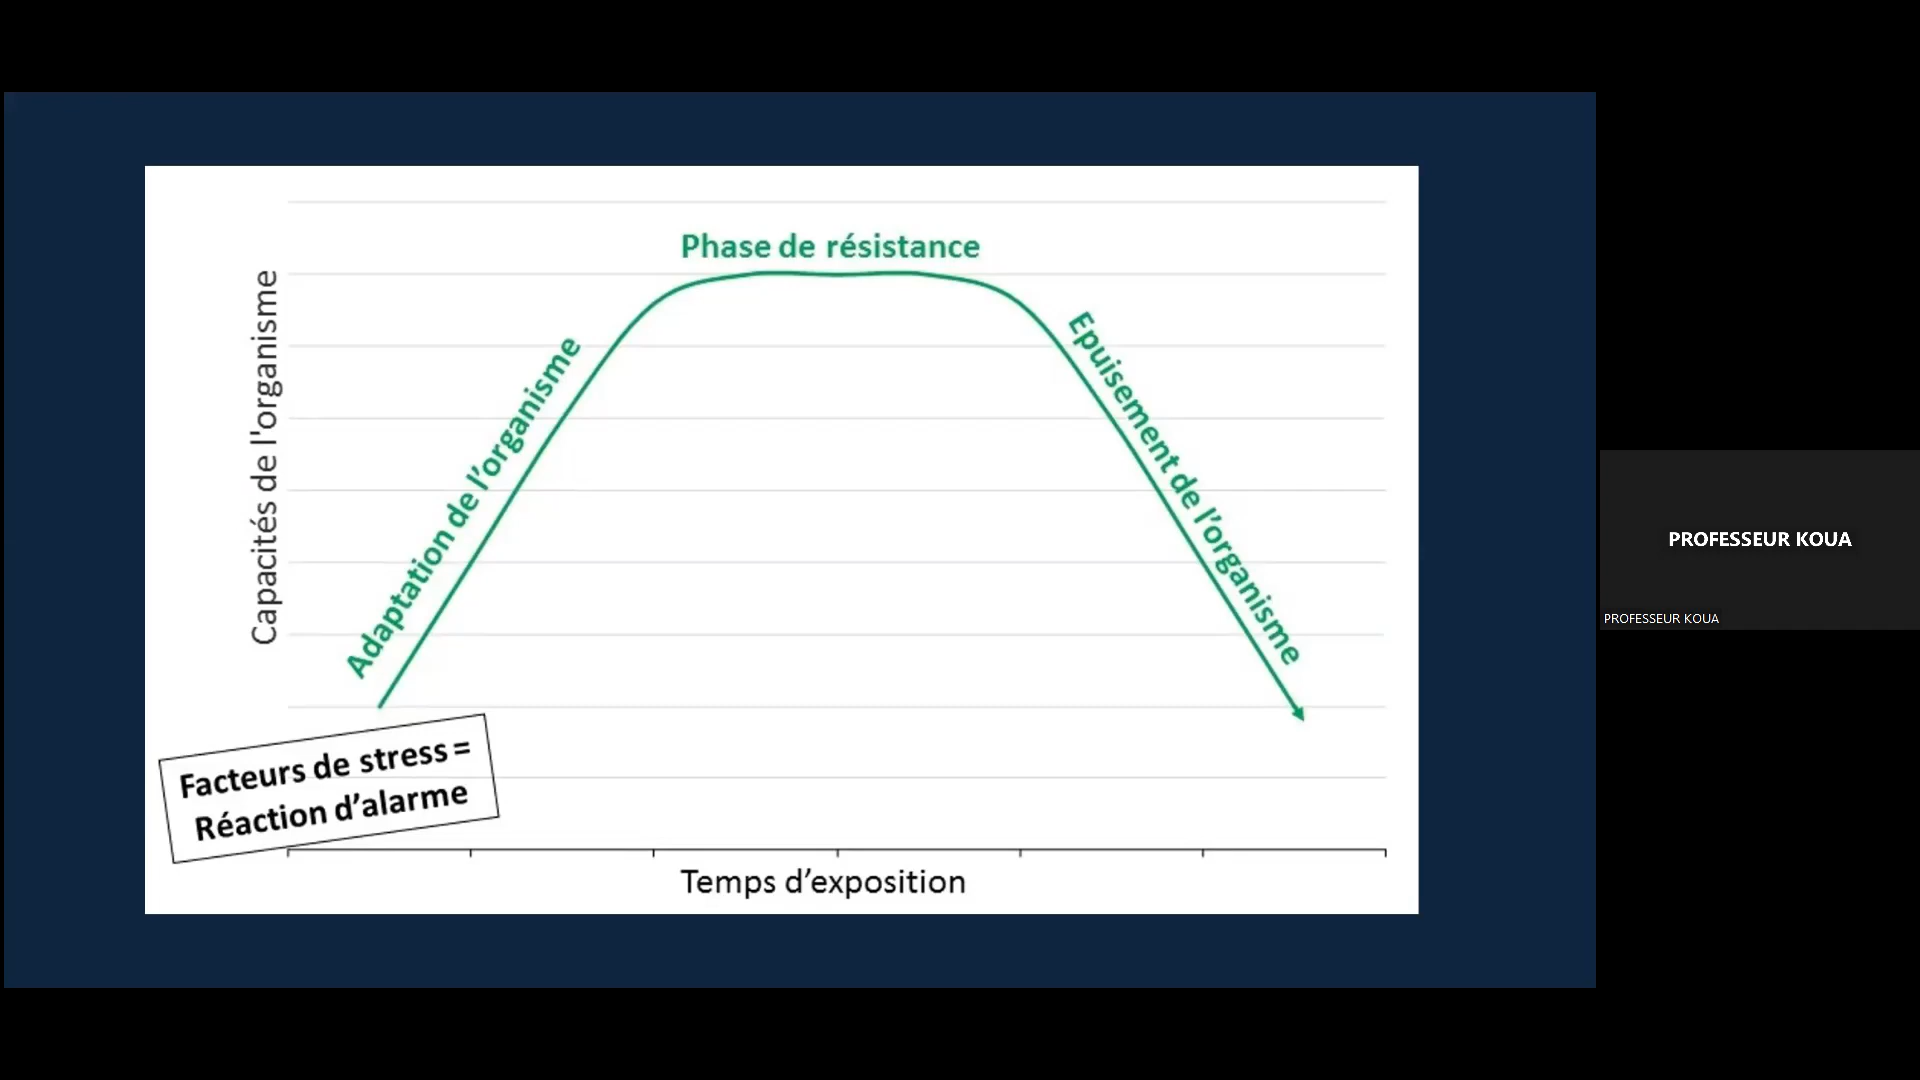 Phase de résistance
Capacités de l'organisme
Adaptation de l’organisme
Epuisement de l’organisme
Facteurs de stress =
Réaction d’alarme
Temps d’exposition
PROFESSEUR KOUA
PROFESSEUR KOUA